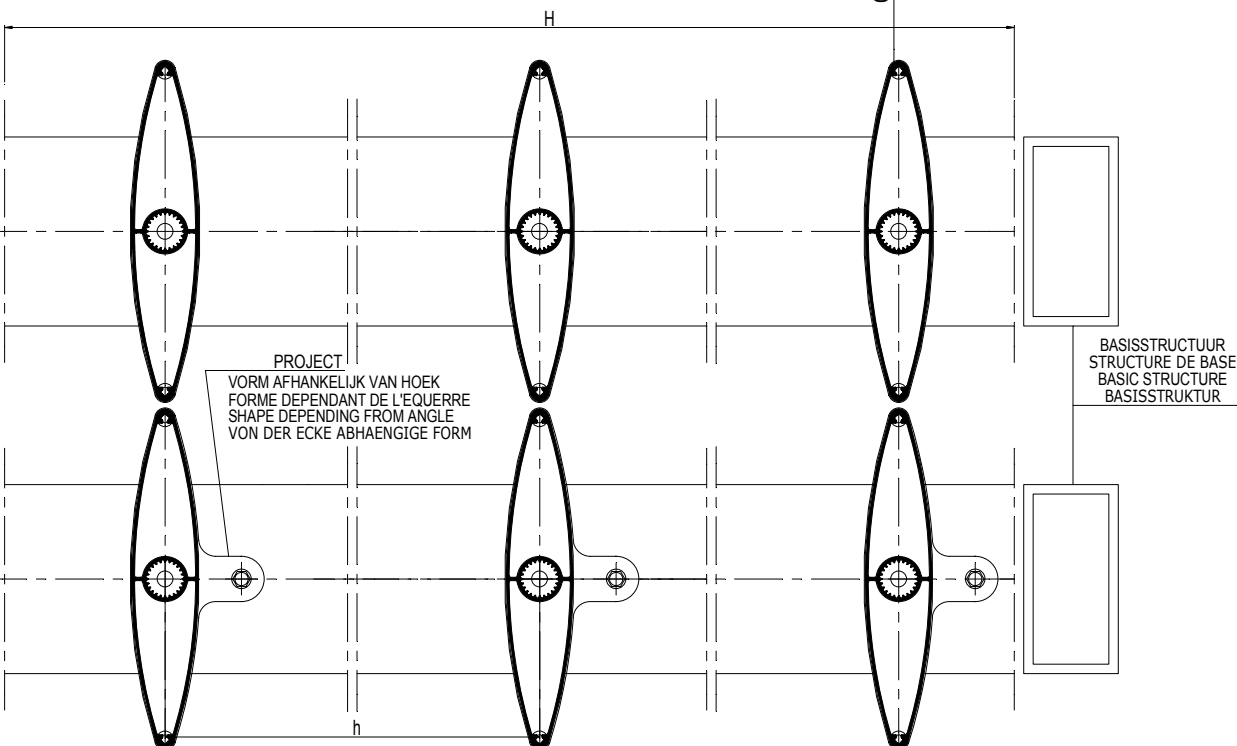 g
H
PROJECT
VORM AFHANKELIJK VAN HOEK
FORME DEPENDANT DE L'EQUERRE
SHAPE DEPENDING FROM ANGLE
VON DER ECKE ABHAENGIGE FORM
BASISSTRUCTUUR
STRUCTURE DE BASE
BASIC STRUCTURE
BASISSTRUKTUR
h